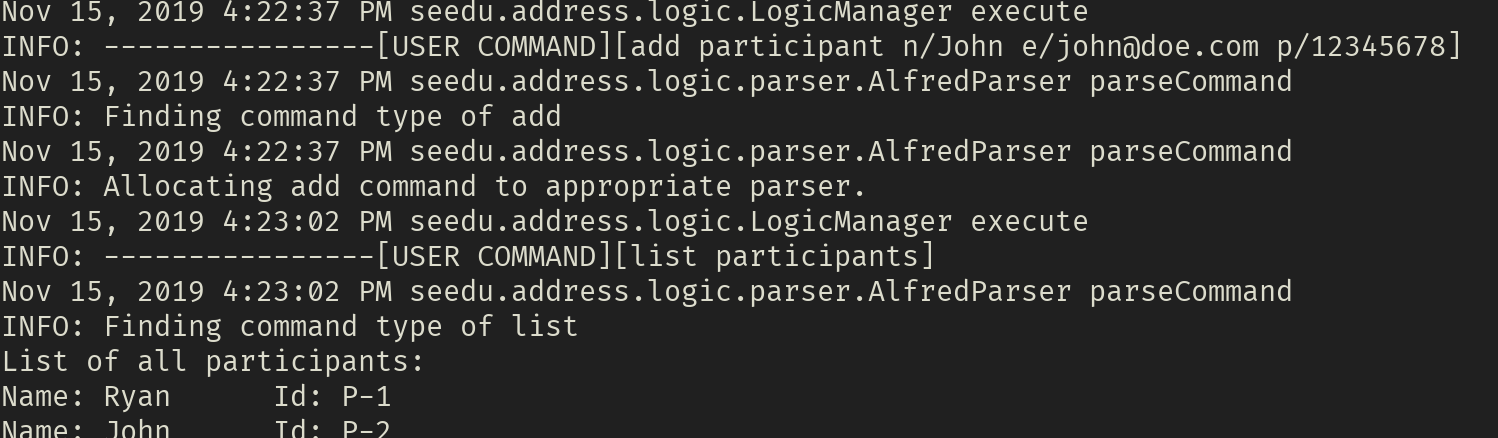 Nov 15, 2019 4:22:37 PM seedu.address.logic.LogicManager execute
INFO: ----------------[USER COMMAND][add participant n/John e/john@doe.com p/12345678]
Nov 15, 2019 4:22:37 PM seedu.address.logic.parser.AlfredParser parseCommand
INFO: Finding command type of add
Nov 15, 2019 4:22:37 PM seedu.address.logic.parser.AlfredParser parseCommand
INFO: Allocating add command to appropriate parser.
Nov 15, 2019 4:23:02 PM seedu.address.logic.LogicManager execute
INFO: ----------------[USER COMMAND][list participants]
Nov 15, 2019 4:23:02 PM seedu.address.logic.parser.AlfredParser parseCommand
INFO: Finding command type of list
List of all participants:
Name: Ryan      Id: P-1
Name: John      Id: P-2